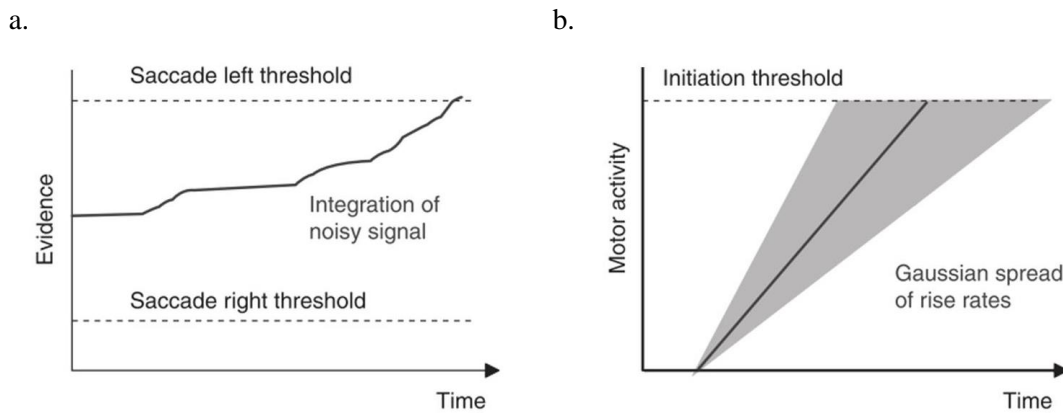 a.
Saccade left threshold
Evidence
Integration of
noisy signal
Saccade right threshold
Time
b.
Initiation threshold
Motor activity
Gaussian spread
of rise rates
Time